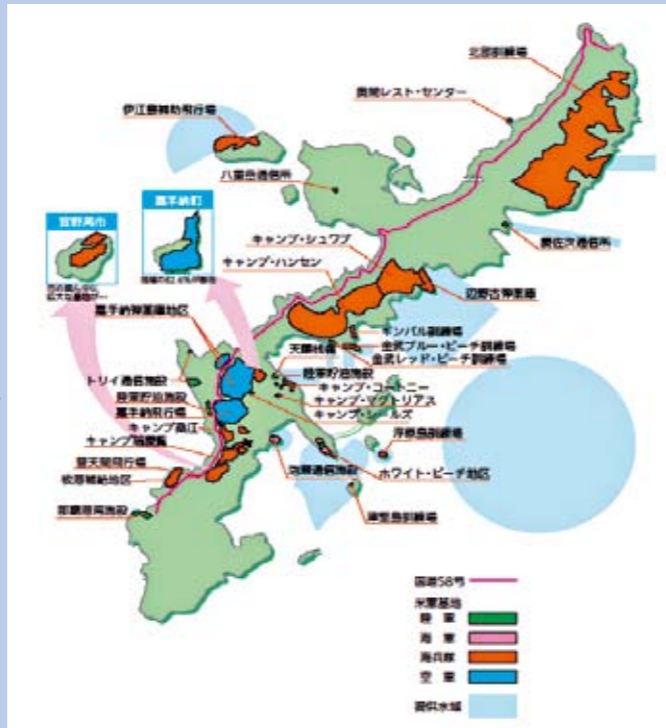 北部訓練場
奥間レスト・センター
伊江島補助飛行場
八重岳通信所
嘉手納町
宜野湾市
慶佐次通信所
キャンプ・シュワブ
キャンプ・ハンセン
辺野古弾薬庫
嘉手納弾薬庫地区
ギンバル訓練場
金武ブルー・ビーチ訓練場
金武レッド・ビーチ訓練場
天願桟橋
陸軍貯油施設
キャンプ・コートニー
キャンプ・マクトリアス
キャンプ・シールズ
トリイ通信施設
陸軍貯油施設
嘉手納飛行場
キャンプ桑江
キャンプ瑞慶覧
普天間飛行場
牧港補給地区
那覇港湾施設
泡瀬通信施設
ホワイト・ビーチ地区
浮原島訓練場
津堅島訓練場
国道58号
米軍基地
陸軍
海軍
海兵隊
空軍
提供水域